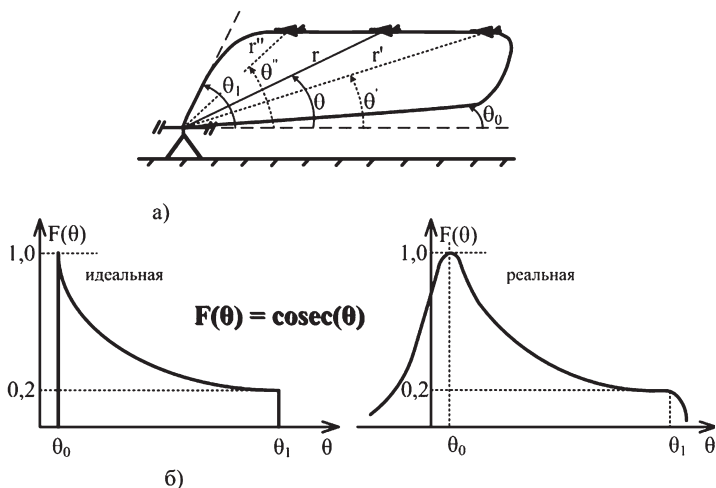 r"
r
r'
θ₁
θ"
θ
θ'
θ₀
а)
F(θ)
1,0
идеальная
0,2
θ₀
θ₁
θ
F(θ) = cosec(θ)
F(θ)
1,0
реальная
0,2
θ₀
θ₁
θ
б)